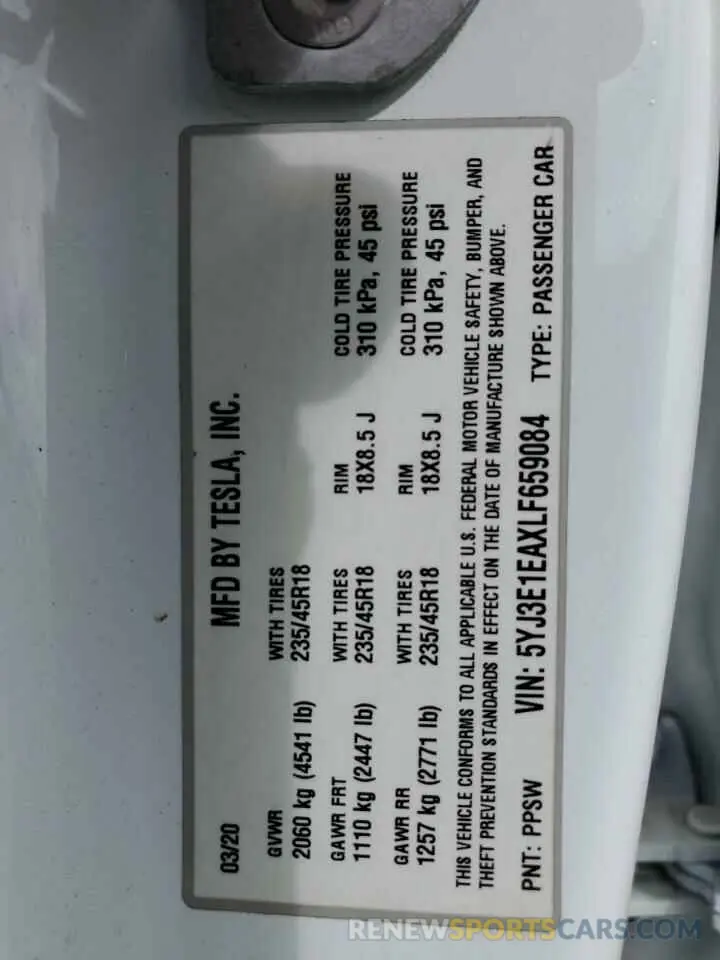 MFD BY TESLA, INC.
03/20
GVWR WITH TIRES
2060 kg (4541 lb) 235/45R18
GAWR FRT WITH TIRES RIM COLD TIRE PRESSURE
1110 kg (2447 lb) 235/45R18 18X8.5 J 310 kPa, 45 psi
GAWR RR WITH TIRES RIM COLD TIRE PRESSURE
1257 kg (2771 lb) 235/45R18 18X8.5 J 310 kPa, 45 psi
THIS VEHICLE CONFORMS TO ALL APPLICABLE U.S. FEDERAL MOTOR VEHICLE SAFETY, BUMPER, AND
THEFT PREVENTION STANDARDS IN EFFECT ON THE DATE OF MANUFACTURE SHOWN ABOVE.
PNT: PPSW VIN: 5YJ3E1EAXLF659084 TYPE: PASSENGER CAR
RENEWSPORTSCARS.COM